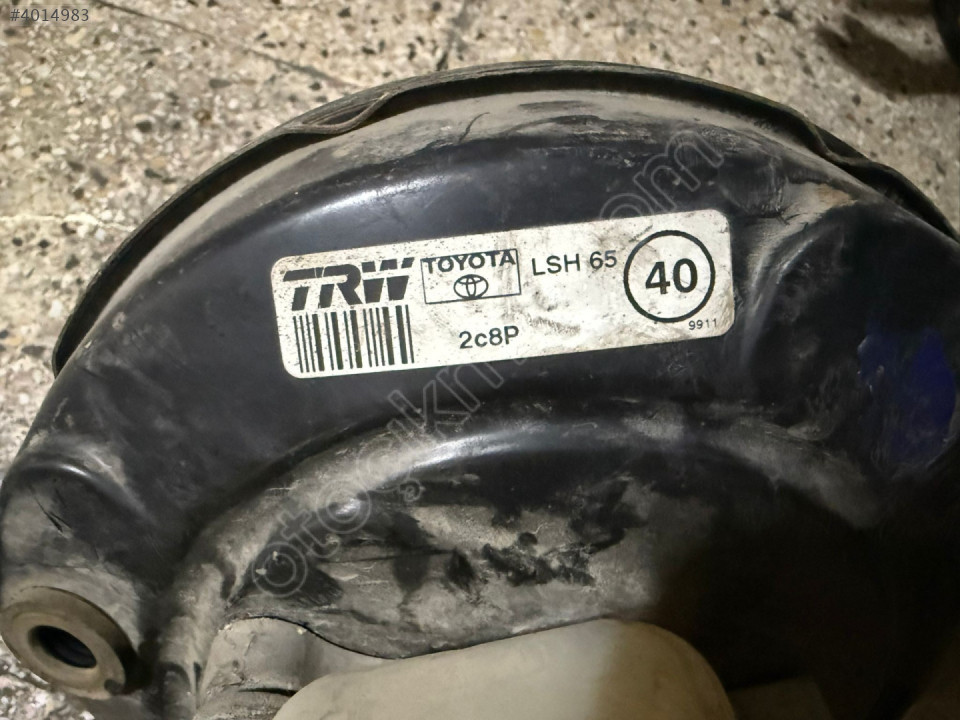 #4014983
TRW TOYOTA LSH 65 40
2c8P
9911